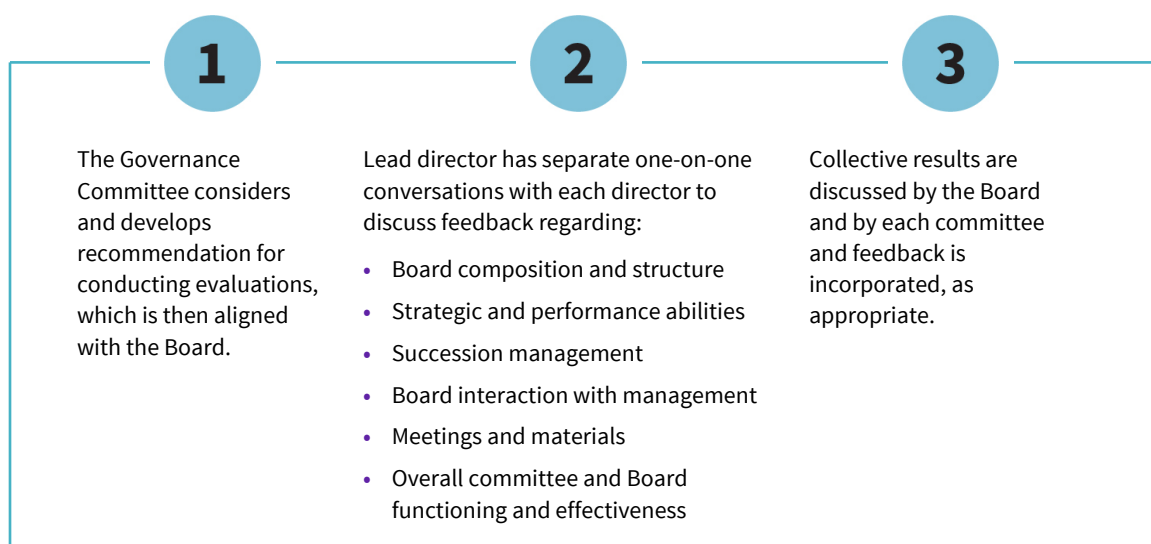 1
The Governance
Committee considers
and develops
recommendation for
conducting evaluations,
which is then aligned
with the Board.
2
Lead director has separate one-on-one
conversations with each director to
discuss feedback regarding:
• Board composition and structure
• Strategic and performance abilities
• Succession management
• Board interaction with management
• Meetings and materials
• Overall committee and Board
functioning and effectiveness
3
Collective results are
discussed by the Board
and by each committee
and feedback is
incorporated, as
appropriate.